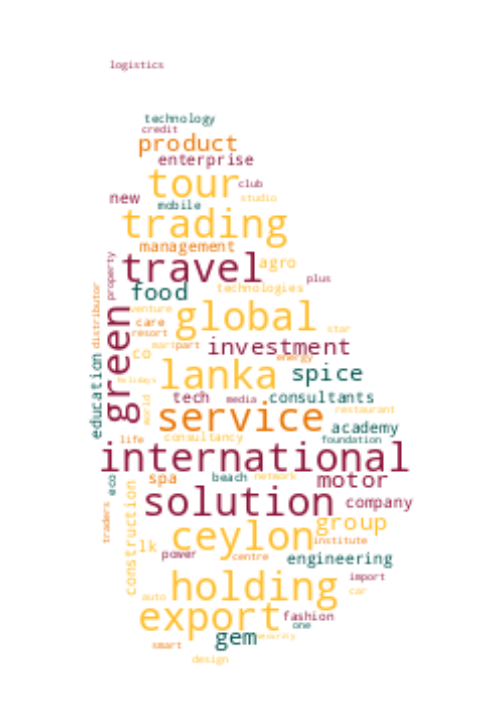 logistics
technology
credit
product
enterprise
tour
club
new
studio
mobile
trading
management
travel
agro
property
plus
food
technologies
distributor
venture
global
care
star
resort
green
investment
mart
part
co
energy
lanka
spice
holidays
education
tech
media
consultants
world
service
restaurant
academy
life
consultancy
foundation
international
eco
spa
beach
network
motor
solution
company
traders
construction
group
ceylon
lk
institute
power
centre
engineering
holding
import
auto
car
export
fashion
one
gem
security
smart
design